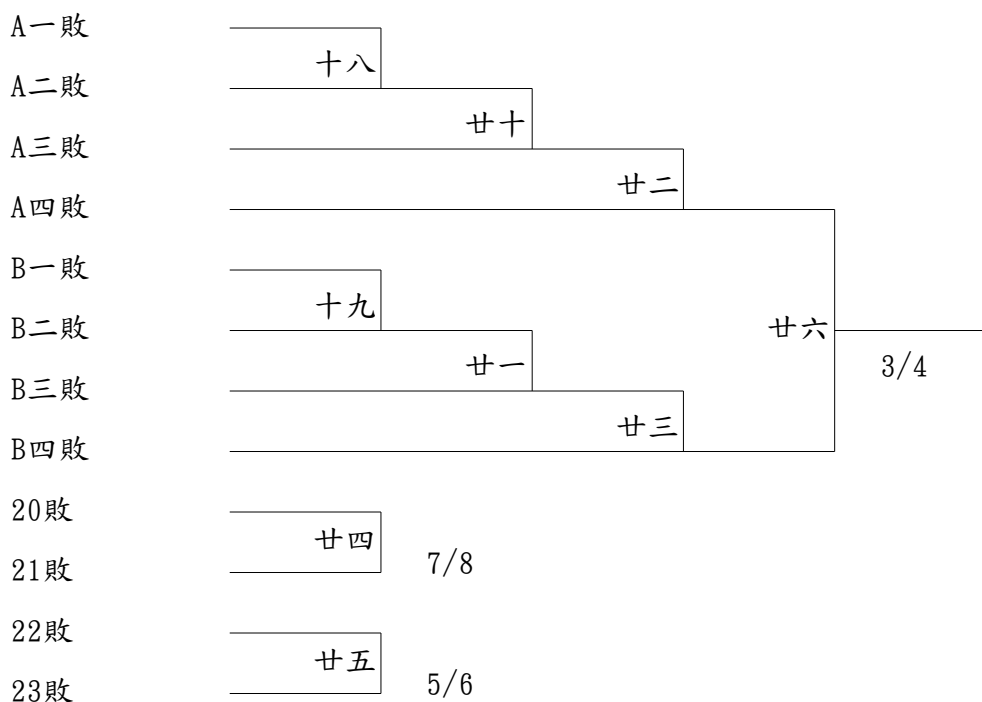 A一敗
十八
A二敗
廿十
A三敗
廿二
A四敗
B一敗
十九
B二敗
廿六
廿一
3/4
B三敗
廿三
B四敗
20敗
廿四
7/8
21敗
22敗
廿五
5/6
23敗